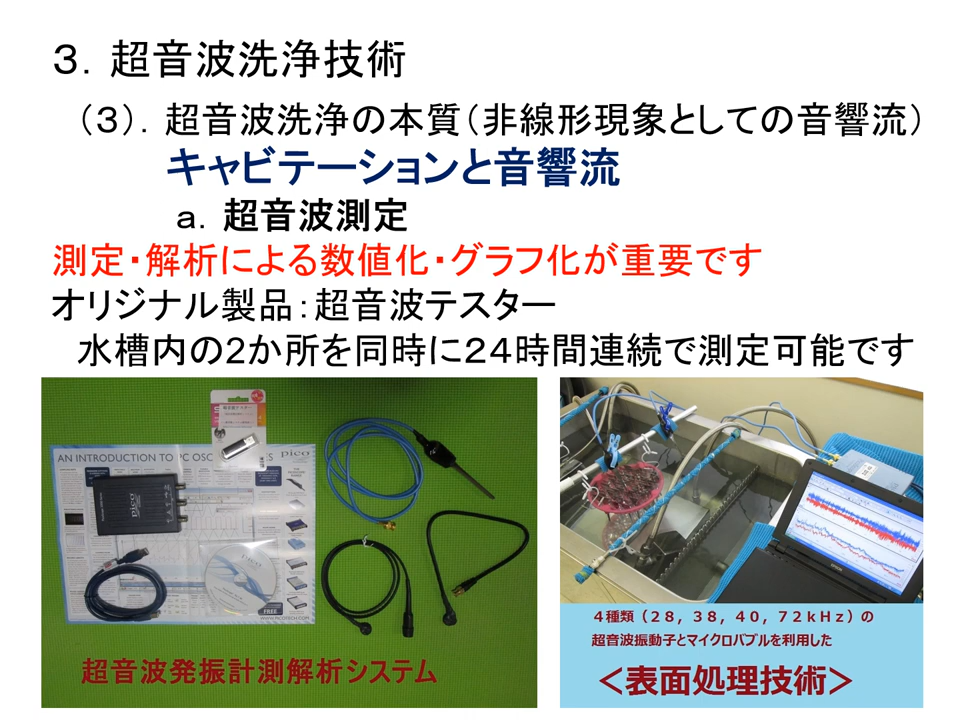 ３．超音波洗浄技術
（３）．超音波洗浄の本質（非線形現象としての音響流）
キャビテーションと音響流
ａ．超音波測定
測定・解析による数値化・グラフ化が重要です
オリジナル製品：超音波テスター
水槽内の２か所を同時に２４時間連続で測定可能です
AN INTRODUCTION TO PC
pico
pico
FREE
超音波発振計測解析システム
４種類（２８，３８，４０，７２ｋＨｚ）の
超音波振動子とマイクロバブルを利用した
＜表面処理技術＞